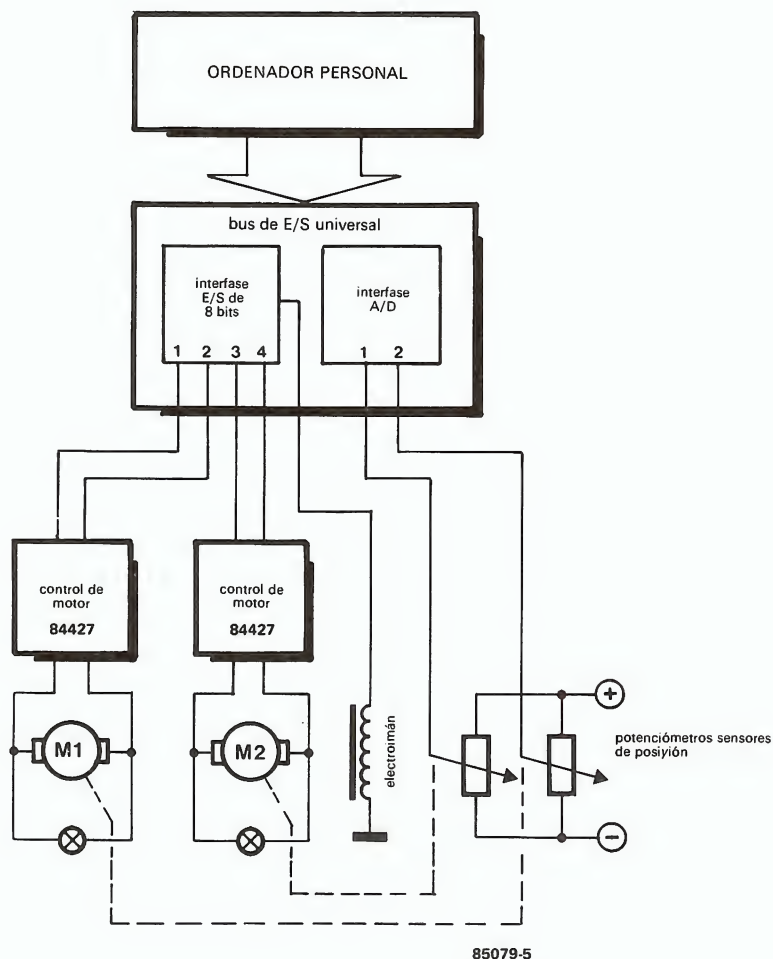 ORDENADOR PERSONAL
bus de E/S universal
interfase
E/S de
8 bits
1 2 3 4
interfase
A/D
1 2
control de
motor
84427
control de
motor
84427
M1
M2
electroimán
+
potenciómetros sensores
de posiyión
−
85079-5